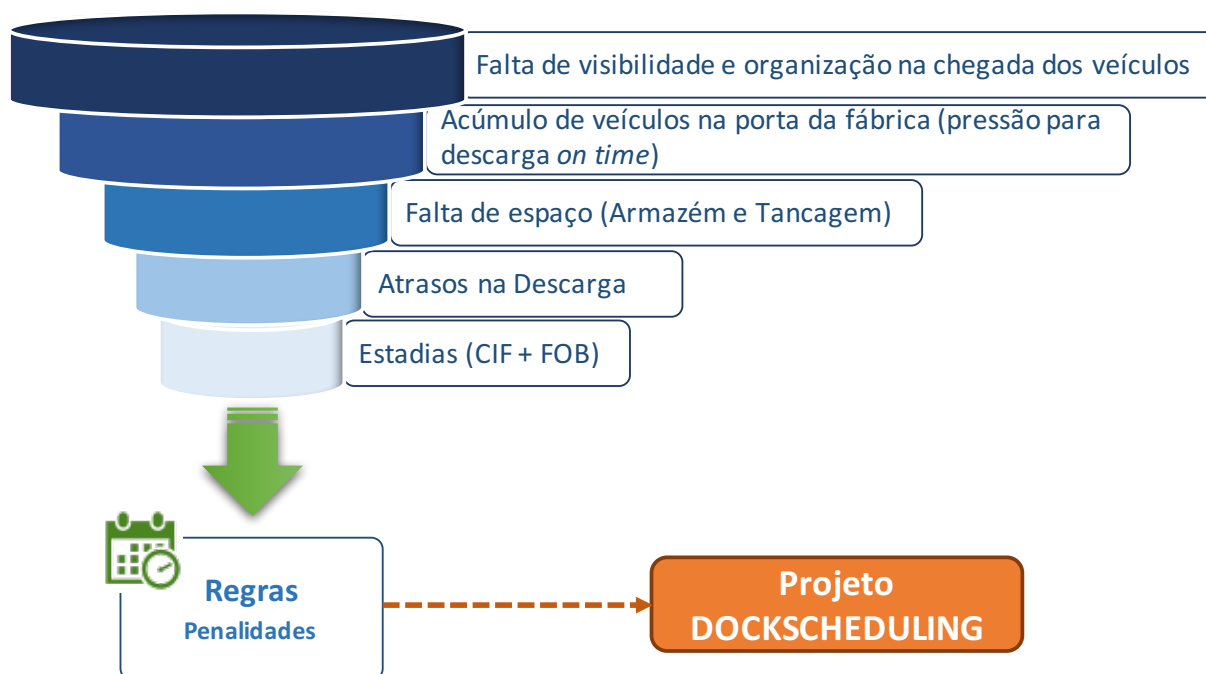 Falta de visibilidade e organização na chegada dos veículos
Acúmulo de veículos na porta da fábrica (pressão para
descarga on time)
Falta de espaço (Armazém e Tancagem)
Atrasos na Descarga
Estadias (CIF + FOB)
Regras
Penalidades
Projeto
DOCKSCHEDULING